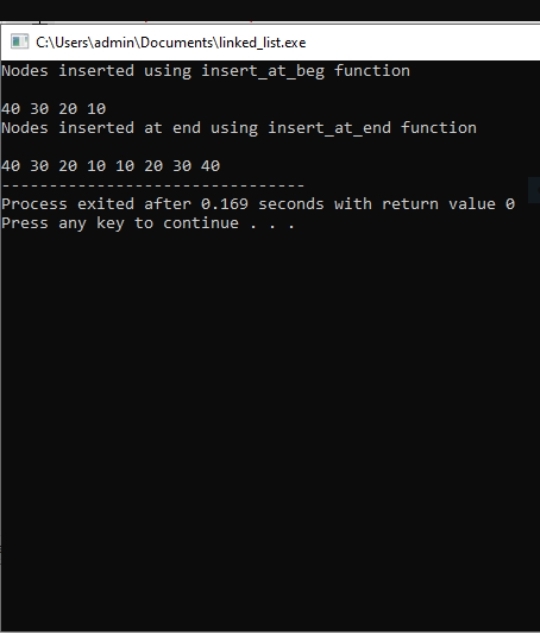 C:\Users\admin\Documents\linked_list.exe
Nodes inserted using insert_at_beg function
40 30 20 10
Nodes inserted at end using insert_at_end function
40 30 20 10 10 20 30 40
--------------------------------
Process exited after 0.169 seconds with return value 0
Press any key to continue . . .